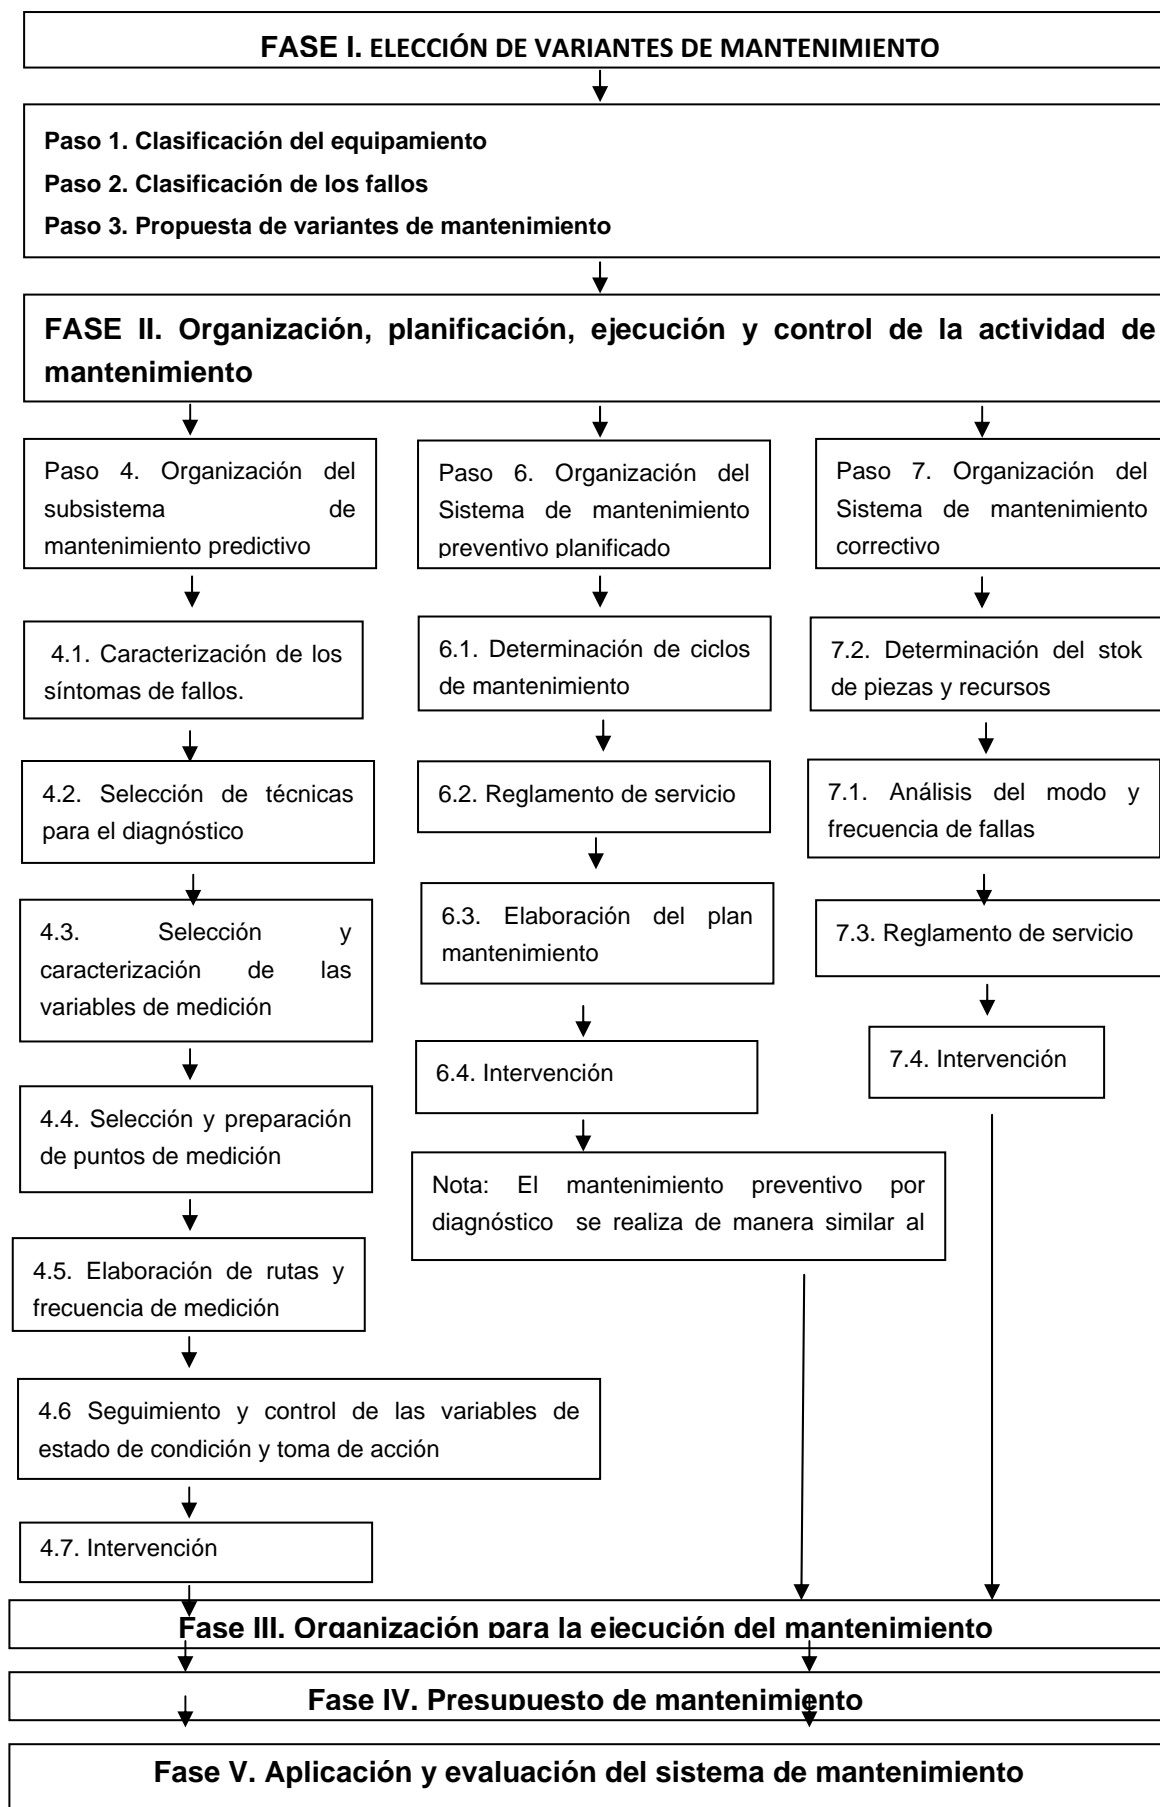 FASE I. ELECCIÓN DE VARIANTES DE MANTENIMIENTO
Paso 1. Clasificación del equipamiento
Paso 2. Clasificación de los fallos
Paso 3. Propuesta de variantes de mantenimiento
FASE II. Organización, planificación, ejecución y control de la actividad de
mantenimiento
Paso 4. Organización del
subsistema de
mantenimiento predictivo
4.1. Caracterización de los
síntomas de fallos.
4.2. Selección de técnicas
para el diagnóstico
4.3. Selección y
caracterización de las
variables de medición
4.4. Selección y preparación
de puntos de medición
4.5. Elaboración de rutas y
frecuencia de medición
4.6 Seguimiento y control de las variables de
estado de condición y toma de acción
4.7. Intervención
Paso 6. Organización del
Sistema de mantenimiento
preventivo planificado
6.1. Determinación de ciclos
de mantenimiento
6.2. Reglamento de servicio
6.3. Elaboración del plan
mantenimiento
6.4. Intervención
Nota: El mantenimiento preventivo por
diagnóstico se realiza de manera similar al
Paso 7. Organización del
Sistema de mantenimiento
correctivo
7.2. Determinación del stok
de piezas y recursos
7.1. Análisis del modo y
frecuencia de fallas
7.3. Reglamento de servicio
7.4. Intervención
Fase III. Organización para la ejecución del mantenimiento
Fase IV. Presupuesto de mantenimiento
Fase V. Aplicación y evaluación del sistema de mantenimiento